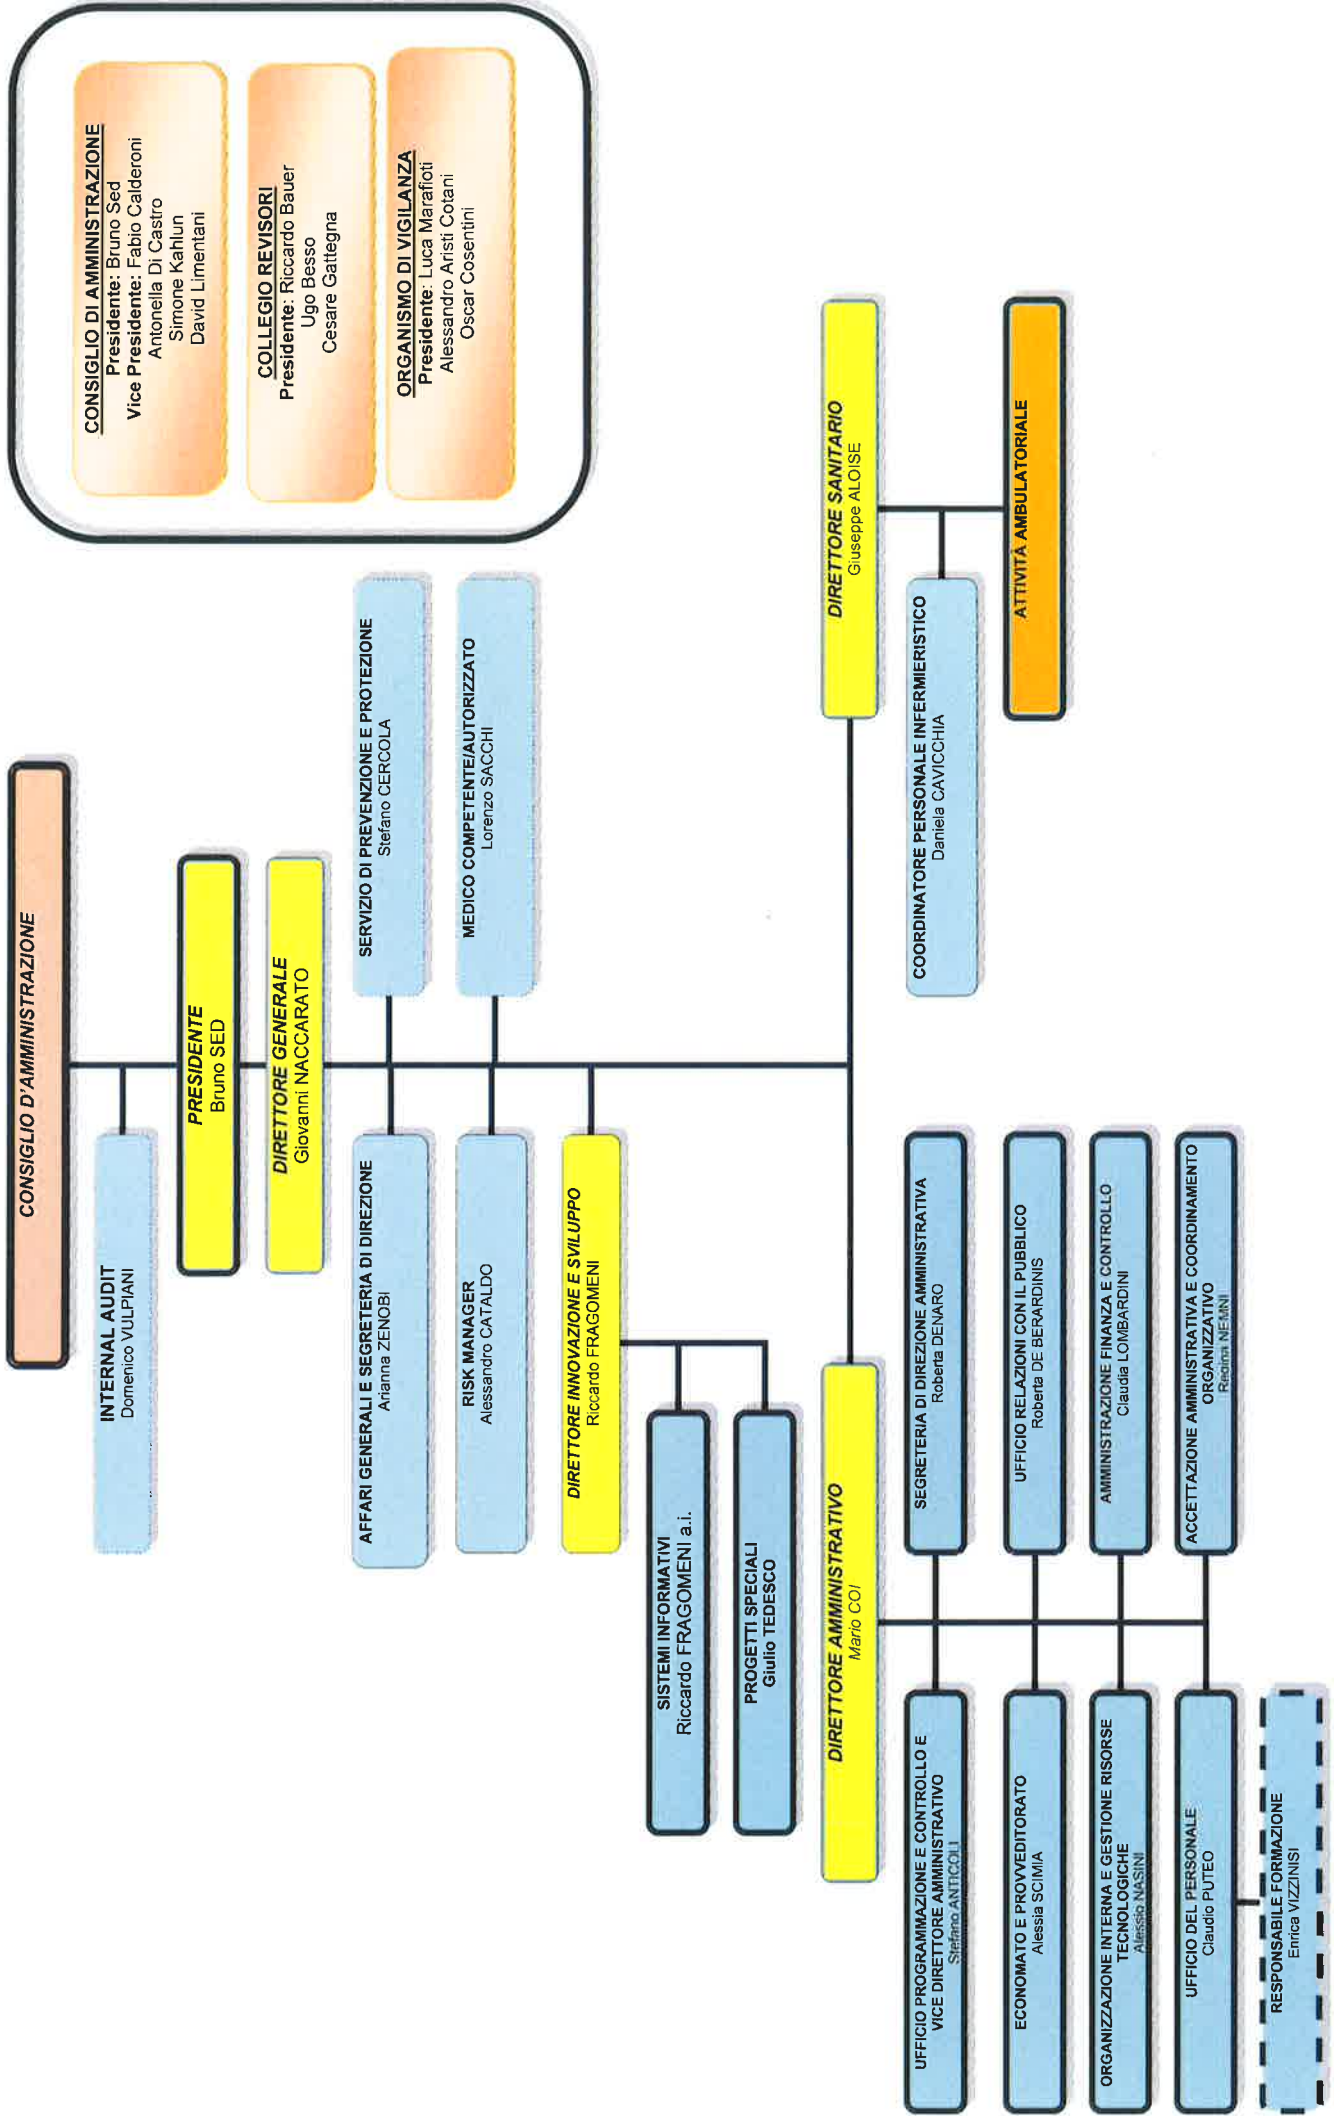 CONSIGLIO D'AMMINISTRAZIONE
INTERNAL AUDIT
Domenico VULPIANI
PRESIDENTE
Bruno SED
DIRETTORE GENERALE
Giovanni NACCARATO
CONSIGLIO DI AMMINISTRAZIONE
Presidente: Bruno Sed
Vice Presidente: Fabio Calderoni
Antonella Di Castro
Simone Kahlun
David Limentani
COLLEGIO REVISORI
Presidente: Riccardo Bauer
Ugo Besso
Cesare Gattegna
ORGANISMO DI VIGILANZA
Presidente: Luca Marafioti
Alessandro Aristi Cotani
Oscar Cosentini
AFFARI GENERALI E SEGRETERIA DI DIREZIONE
Arianna ZENOBI
SERVIZIO DI PREVENZIONE E PROTEZIONE
Stefano CERCOLA
RISK MANAGER
Alessandro CATALDO
MEDICO COMPETENTE/AUTORIZZATO
Lorenzo SACCHI
DIRETTORE INNOVAZIONE E SVILUPPO
Riccardo FRAGOMENI
SISTEMI INFORMATIVI
Riccardo FRAGOMENI a.i.
PROGETTI SPECIALI
Giulio TEDESCO
DIRETTORE AMMINISTRATIVO
Mario COI
DIRETTORE SANITARIO
Giuseppe ALOISE
UFFICIO PROGRAMMAZIONE E CONTROLLO E
VICE DIRETTORE AMMINISTRATIVO
Stefano ANTICOLI
SEGRETERIA DI DIREZIONE AMMINISTRATIVA
Roberta DENARO
COORDINATORE PERSONALE INFERMIERISTICO
Daniela CAVICCHIA
ECONOMATO E PROVVEDITORATO
Alessia SCIMIA
UFFICIO RELAZIONI CON IL PUBBLICO
Roberta DE BERARDINIS
ATTIVITÀ AMBULATORIALE
ORGANIZZAZIONE INTERNA E GESTIONE RISORSE
TECNOLOGICHE
Alessio NASINI
AMMINISTRAZIONE FINANZA E CONTROLLO
Claudia LOMBARDINI
UFFICIO DEL PERSONALE
Claudio PUTEO
ACCETTAZIONE AMMINISTRATIVA E COORDINAMENTO
ORGANIZZATIVO
Regina NEMNI
RESPONSABILE FORMAZIONE
Enrica VIZZINISI